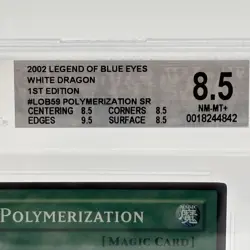 2002 LEGEND OF BLUE EYES
WHITE DRAGON
1ST EDITION
#LOB59 POLYMERIZATION SR
CENTERING 8.5 CORNERS 8.5
EDGES 9.5 SURFACE 8.5
8.5
NM-MT+
0018244842
POLYMERIZATION
魔
[MAGIC CARD]